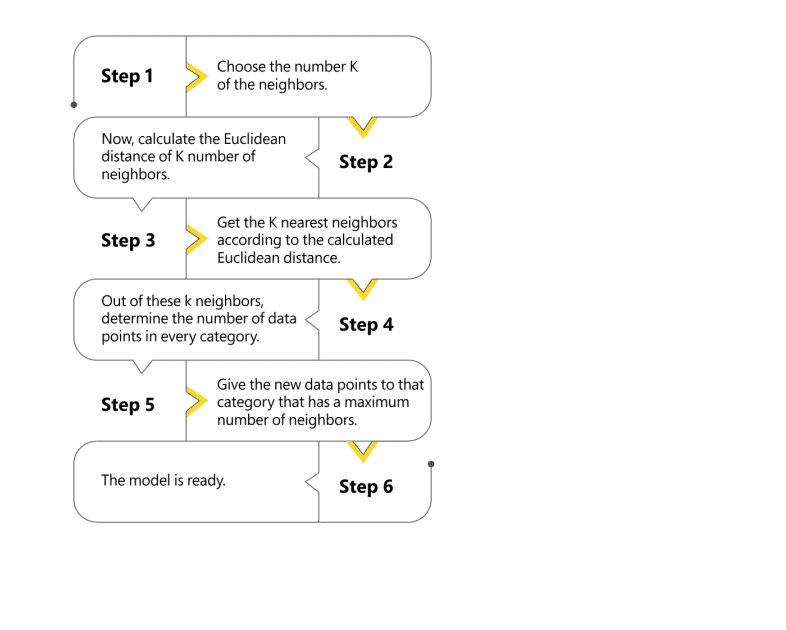 Step 1
Choose the number K
of the neighbors.
Now, calculate the Euclidean
distance of K number of
neighbors.
Step 2
Step 3
Get the K nearest neighbors
according to the calculated
Euclidean distance.
Out of these k neighbors,
determine the number of data
points in every category.
Step 4
Step 5
Give the new data points to that
category that has a maximum
number of neighbors.
The model is ready.
Step 6